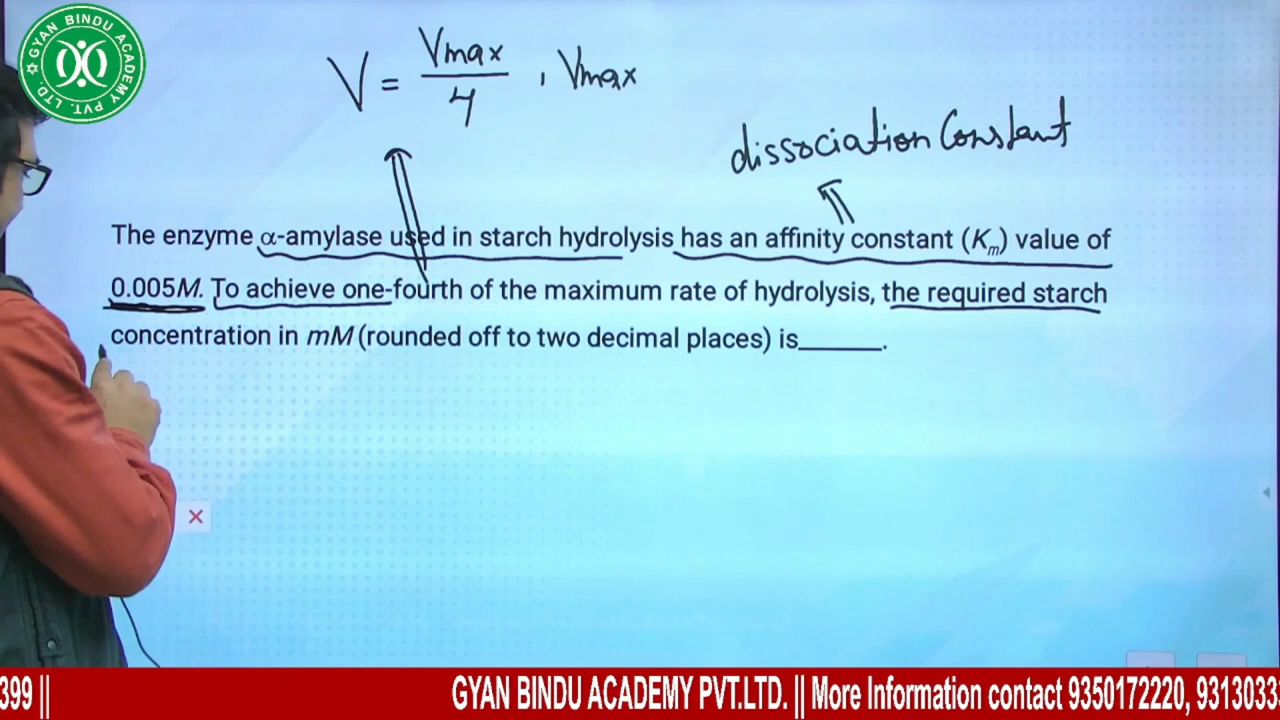 GYAN BINDU ACADEMY PVT. LTD.
V = Vmax / 4 , Vmax
dissociation Constant
The enzyme α-amylase used in starch hydrolysis has an affinity constant (Km) value of
0.005M. To achieve one-fourth of the maximum rate of hydrolysis, the required starch
concentration in mM (rounded off to two decimal places) is______.
399 || GYAN BINDU ACADEMY PVT.LTD. || More Information contact 9350172220, 9313033